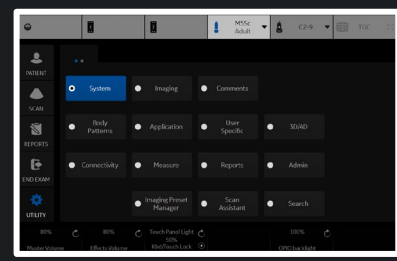 M5Sc
Adult
C2-9
TGC
PATIENT
SCAN
REPORTS
END EXAM
UTILITY
System
Imaging
Comments
Body
Patterns
Application
User
Specific
3D/4D
Connectivity
Measure
Reports
Admin
Imaging Preset
Manager
Scan
Assistant
Search
80%
Master Volume
80%
Effects Volume
Touch Panel Light
50%
Kbd/Touch Lock
100%
OPIO backlight